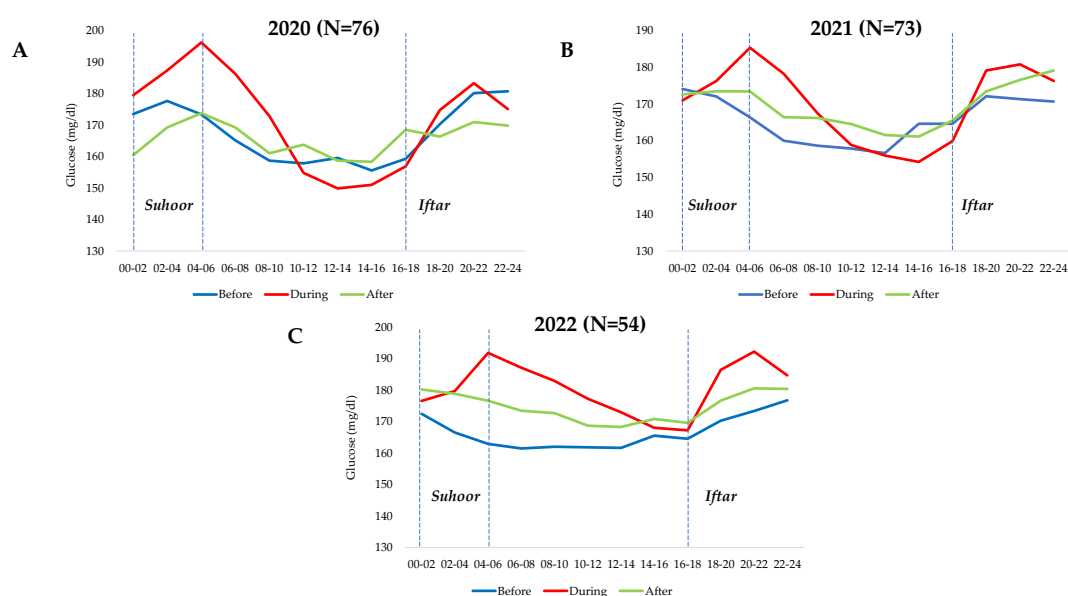 A
2020 (N=76)
Glucose (mg/dl)
200
190
180
170
160
150
140
130
Suhoor
Iftar
00-02 02-04 04-06 06-08 08-10 10-12 12-14 14-16 16-18 18-20 20-22 22-24
Before During After
B
2021 (N=73)
Glucose (mg/dl)
190
180
170
160
150
140
130
Suhoor
Iftar
00-02 02-04 04-06 06-08 08-10 10-12 12-14 14-16 16-18 18-20 20-22 22-24
Before During After
C
2022 (N=54)
Glucose (mg/dl)
200
190
180
170
160
150
140
130
Suhoor
Iftar
00-02 02-04 04-06 06-08 08-10 10-12 12-14 14-16 16-18 18-20 20-22 22-24
Before During After